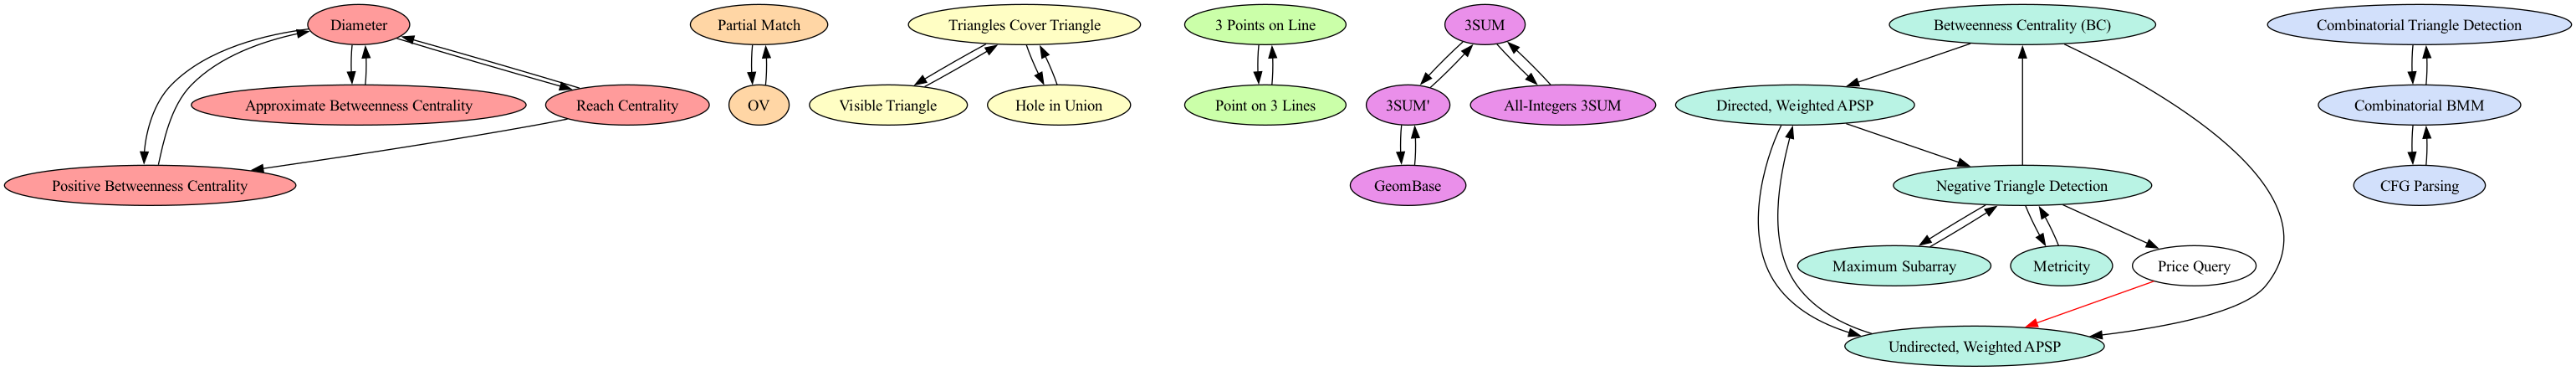 Diameter
Partial Match
Triangles Cover Triangle
3 Points on Line
3SUM
Betweenness Centrality (BC)
Combinatorial Triangle Detection
Approximate Betweenness Centrality
Reach Centrality
OV
Visible Triangle
Hole in Union
Point on 3 Lines
3SUM'
All-Integers 3SUM
Directed, Weighted APSP
Combinatorial BMM
Positive Betweenness Centrality
GeomBase
Negative Triangle Detection
CFG Parsing
Maximum Subarray
Metricity
Price Query
Undirected, Weighted APSP